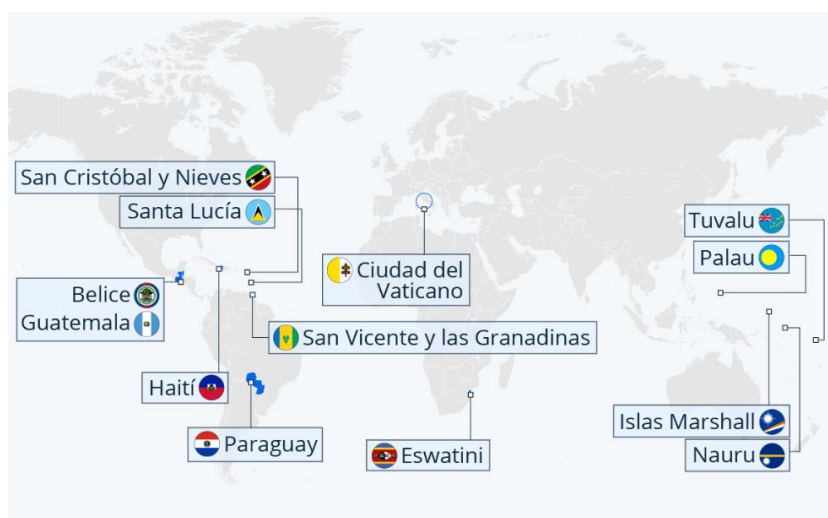 San Cristóbal y Nieves
Santa Lucía
Tuvalu
Palau
Ciudad del
Vaticano
Belice
Guatemala
San Vicente y las Granadinas
Haití
Paraguay
Eswatini
Islas Marshall
Nauru